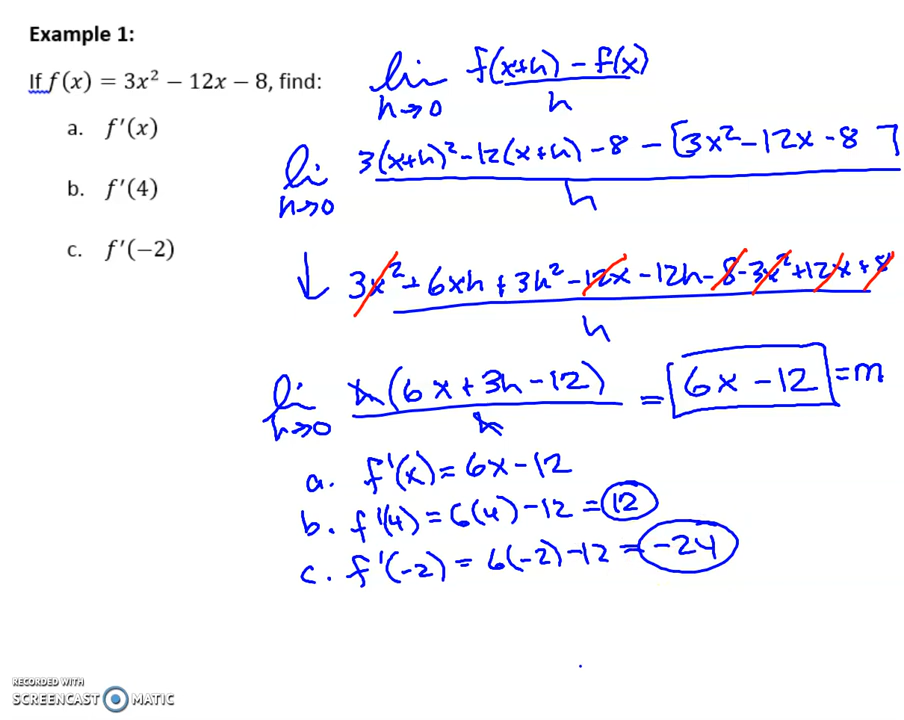 Example 1:
If f(x) = 3x² − 12x − 8, find:
a. f′(x)
b. f′(4)
c. f′(−2)
lim h→0 f(x+h) − f(x) / h
lim h→0 3(x+h)² − 12(x+h) − 8 − [3x² − 12x − 8] / h
↓ 3x² + 6xh + 3h² − 12x − 12h − 8 − 3x² + 12x + 8 / h
lim h→0 h(6x + 3h − 12) / h = 6x − 12 = m
a. f'(x) = 6x − 12
b. f'(4) = 6(4) − 12 = 12
c. f'(−2) = 6(−2) − 12 = −24
RECORDED WITH
SCREENCAST O MATIC